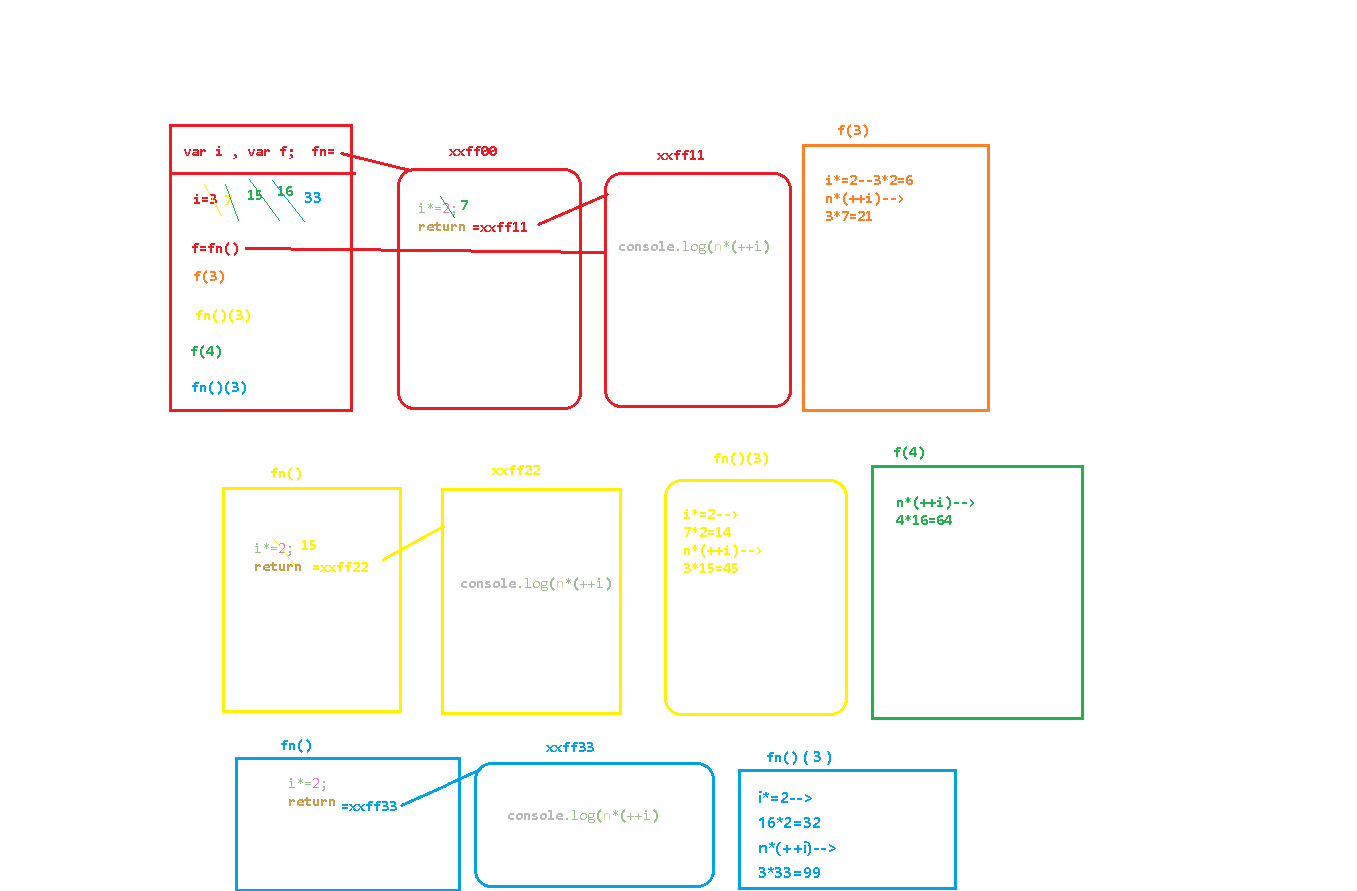 f(3)
var i , var f;  fn=
xxff00
xxff11
i=3 7 15 16 33
i*=2; 7
return =xxff11
console.log(n*(++i)
i*=2--3*2=6
n*(++i)-->
3*7=21
f=fn()
f(3)
fn()(3)
f(4)
fn()(3)
fn()
xxff22
fn()(3)
f(4)
i*=2; 15
return =xxff22
console.log(n*(++i)
i*=2-->
7*2=14
n*(++i)-->
3*15=45
n*(++i)-->
4*16=64
fn()
xxff33
fn()(3)
i*=2;
return =xxff33
console.log(n*(++i)
i*=2-->
16*2=32
n*(++i)-->
3*33=99